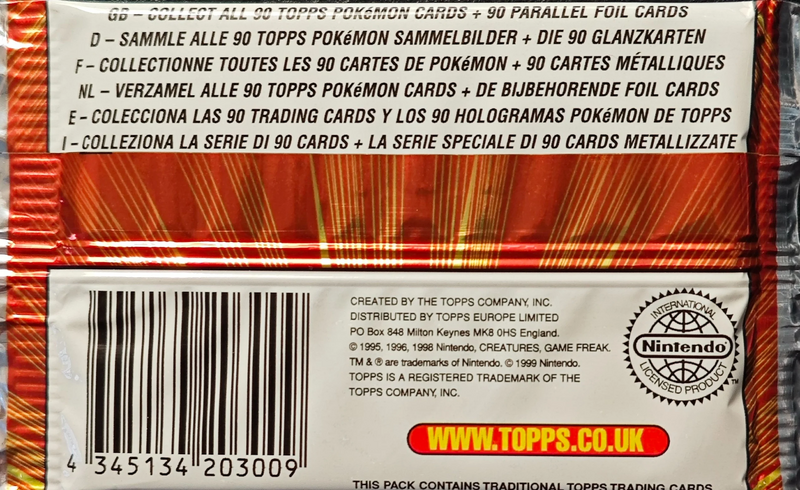 GB – COLLECT ALL 90 TOPPS POKéMON CARDS + 90 PARALLEL FOIL CARDS
D – SAMMLE ALLE 90 TOPPS POKéMON SAMMELBILDER + DIE 90 GLANZKARTEN
F – COLLECTIONNE TOUTES LES 90 CARTES DE POKéMON + 90 CARTES MÉTALLIQUES
NL – VERZAMEL ALLE 90 TOPPS POKéMON CARDS + DE BIJBEHORENDE FOIL CARDS
E – COLECCIONA LAS 90 TRADING CARDS Y LOS 90 HOLOGRAMAS POKéMON DE TOPPS
I – COLLEZIONA LA SERIE DI 90 CARDS + LA SERIE SPECIALE DI 90 CARDS METALLIZZATE
CREATED BY THE TOPPS COMPANY, INC.
DISTRIBUTED BY TOPPS EUROPE LIMITED
PO Box 848 Milton Keynes MK8 0HS England.
© 1995, 1996, 1998 Nintendo, CREATURES, GAME FREAK.
TM & ® are trademarks of Nintendo. © 1999 Nintendo.
TOPPS IS A REGISTERED TRADEMARK OF THE
TOPPS COMPANY, INC.
INTERNATIONAL
Nintendo®
LICENSED PRODUCT™
WWW.TOPPS.CO.UK
4 345134 203009
THIS PACK CONTAINS TRADITIONAL TOPPS TRADING CARDS